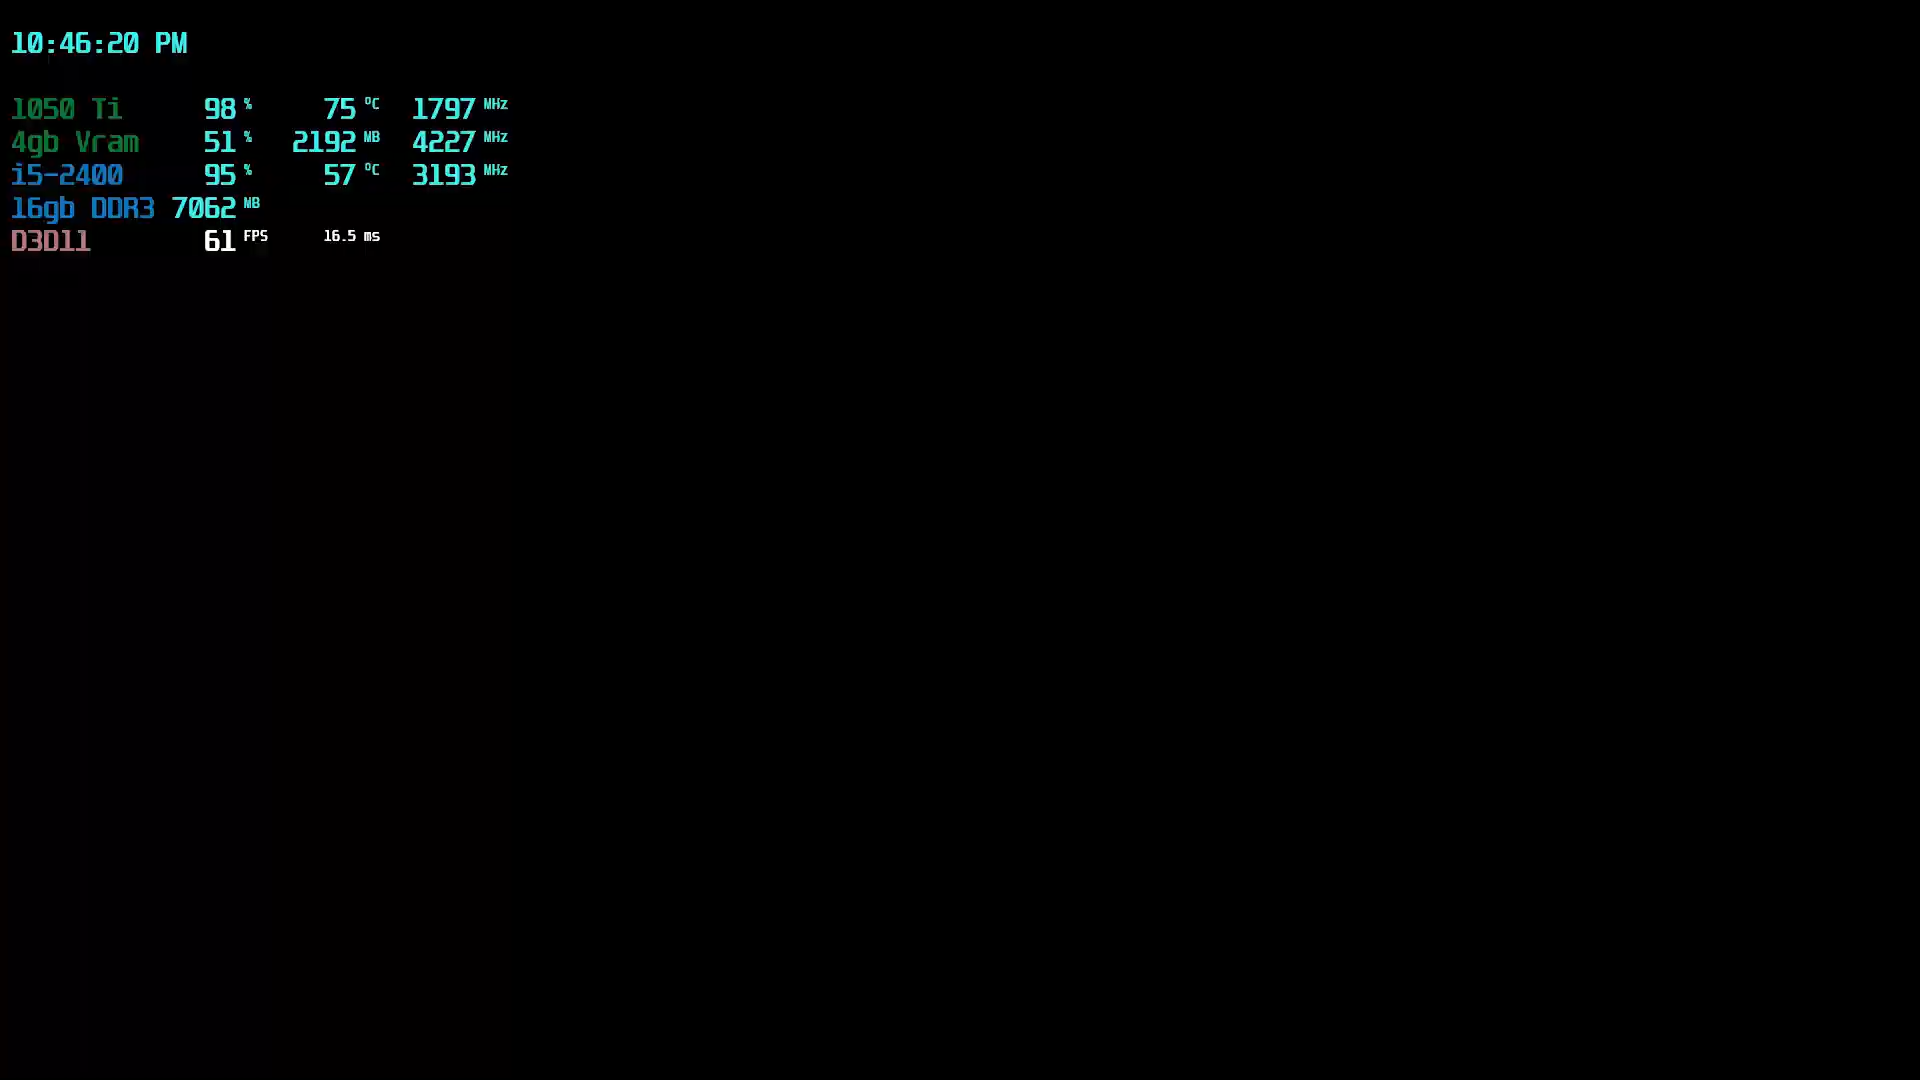 10:46:20 PM
1050 Ti 98 % 75 °C 1797 MHz
4gb Vram 51 % 2192 MB 4227 MHz
i5-2400 95 % 57 °C 3193 MHz
16gb DDR3 7062 MB
D3D11 61 FPS 16.5 ms